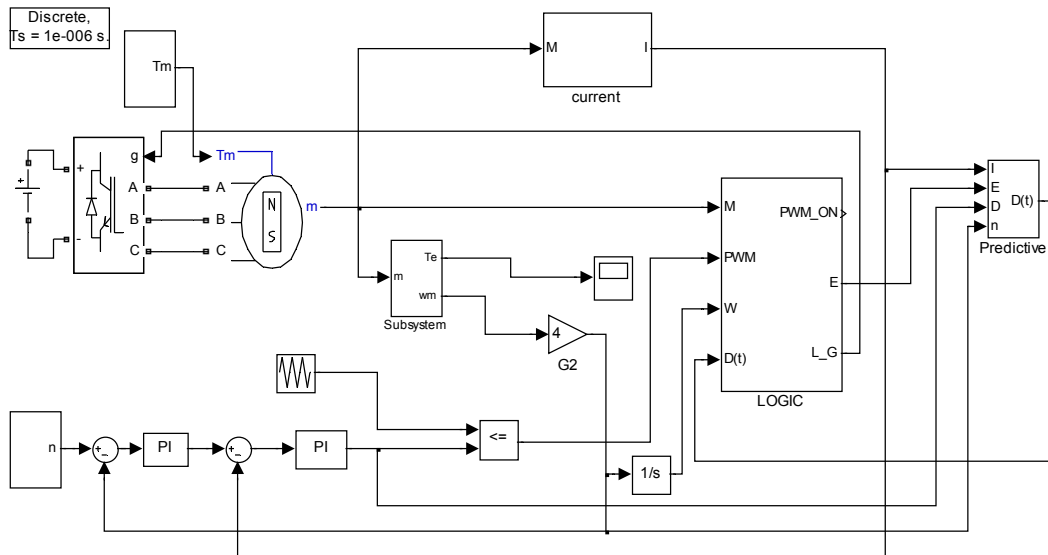 Discrete,
Ts = 1e-006 s.
Tm
M
I
current
g
+
A
B
C
-
+
Tm
A
B
C
N
S
m
m
Te
wm
Subsystem
4
G2
M
PWM
W
D(t)
PWM_ON
E
L_G
LOGIC
I
E
D
n
D(t)
Predictive
n
+
-
PI
+
-
PI
<=
1/s